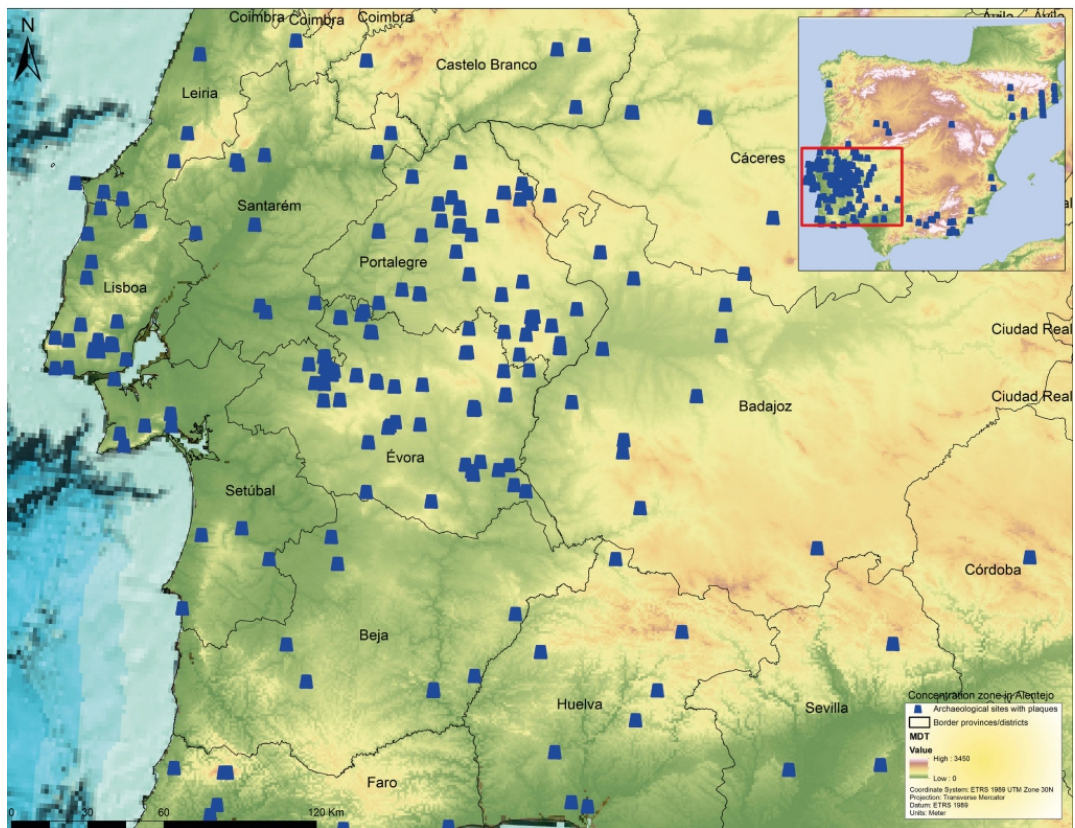 Coimbra
Coimbra
Coimbra
Ávila
Ávila
N
Castelo Branco
Leiria
Cáceres
Santarém
Portalegre
Lisboa
Ciudad Real
Ciudad Real
Badajoz
Évora
Setúbal
Córdoba
Beja
Huelva
Sevilla
Faro
0 30 60 120 Km
Concentration zone in Alentejo
Archaeological sites with plaques
Border provinces/districts
MDT
Value
High : 3450
Low : 0
Coordinate System: ETRS 1989 UTM Zone 30N
Projection: Transverse Mercator
Datum: ETRS 1989
Units: Meter